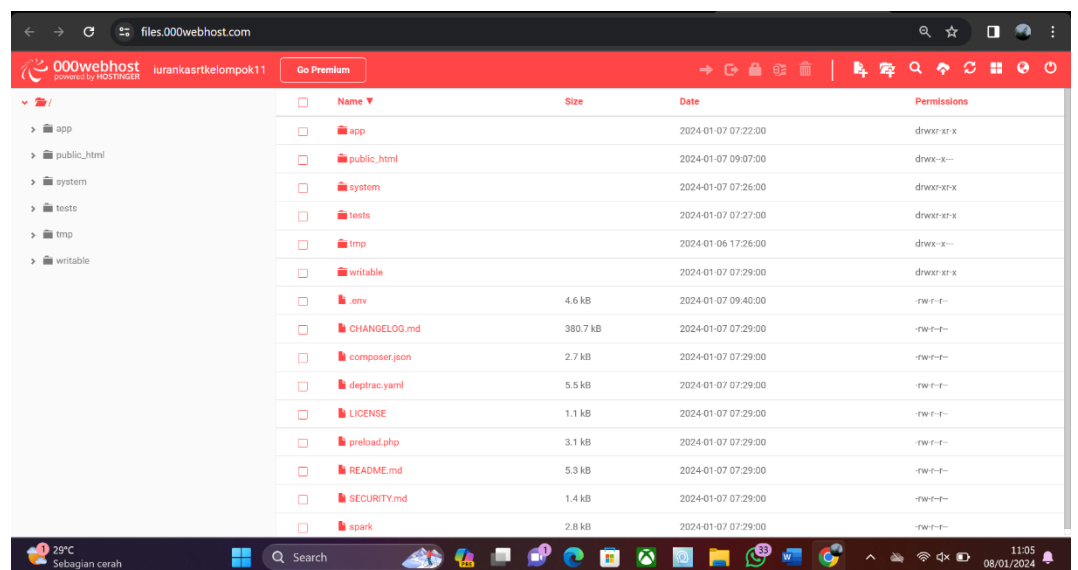 files.000webhost.com
000webhost
powered by HOSTINGER
iurankasrtkelompok11
Go Premium
/
app
public_html
system
tests
tmp
writable
Name ▼ Size Date Permissions
app 2024-01-07 07:22:00 drwxr-xr-x
public_html 2024-01-07 09:07:00 drwx--x---
system 2024-01-07 07:26:00 drwxr-xr-x
tests 2024-01-07 07:27:00 drwxr-xr-x
tmp 2024-01-06 17:26:00 drwx--x---
writable 2024-01-07 07:29:00 drwxr-xr-x
.env 4.6 kB 2024-01-07 09:40:00 -rw-r--r--
CHANGELOG.md 380.7 kB 2024-01-07 07:29:00 -rw-r--r--
composer.json 2.7 kB 2024-01-07 07:29:00 -rw-r--r--
deptrac.yaml 5.5 kB 2024-01-07 07:29:00 -rw-r--r--
LICENSE 1.1 kB 2024-01-07 07:29:00 -rw-r--r--
preload.php 3.1 kB 2024-01-07 07:29:00 -rw-r--r--
README.md 5.3 kB 2024-01-07 07:29:00 -rw-r--r--
SECURITY.md 1.4 kB 2024-01-07 07:29:00 -rw-r--r--
spark 2.8 kB 2024-01-07 07:29:00 -rw-r--r--
1
29°C
Sebagian cerah
Search
PRE
1
33
11:05
08/01/2024